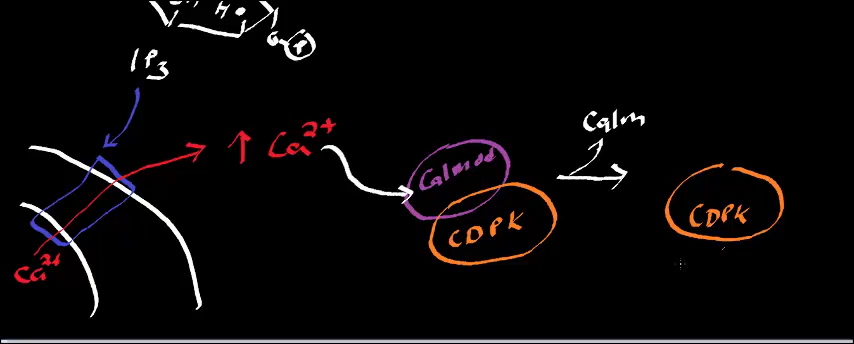 H
O
P
IP3
↑ Ca2+
Calm
Calmod
CDPK
CDPK
Ca2+